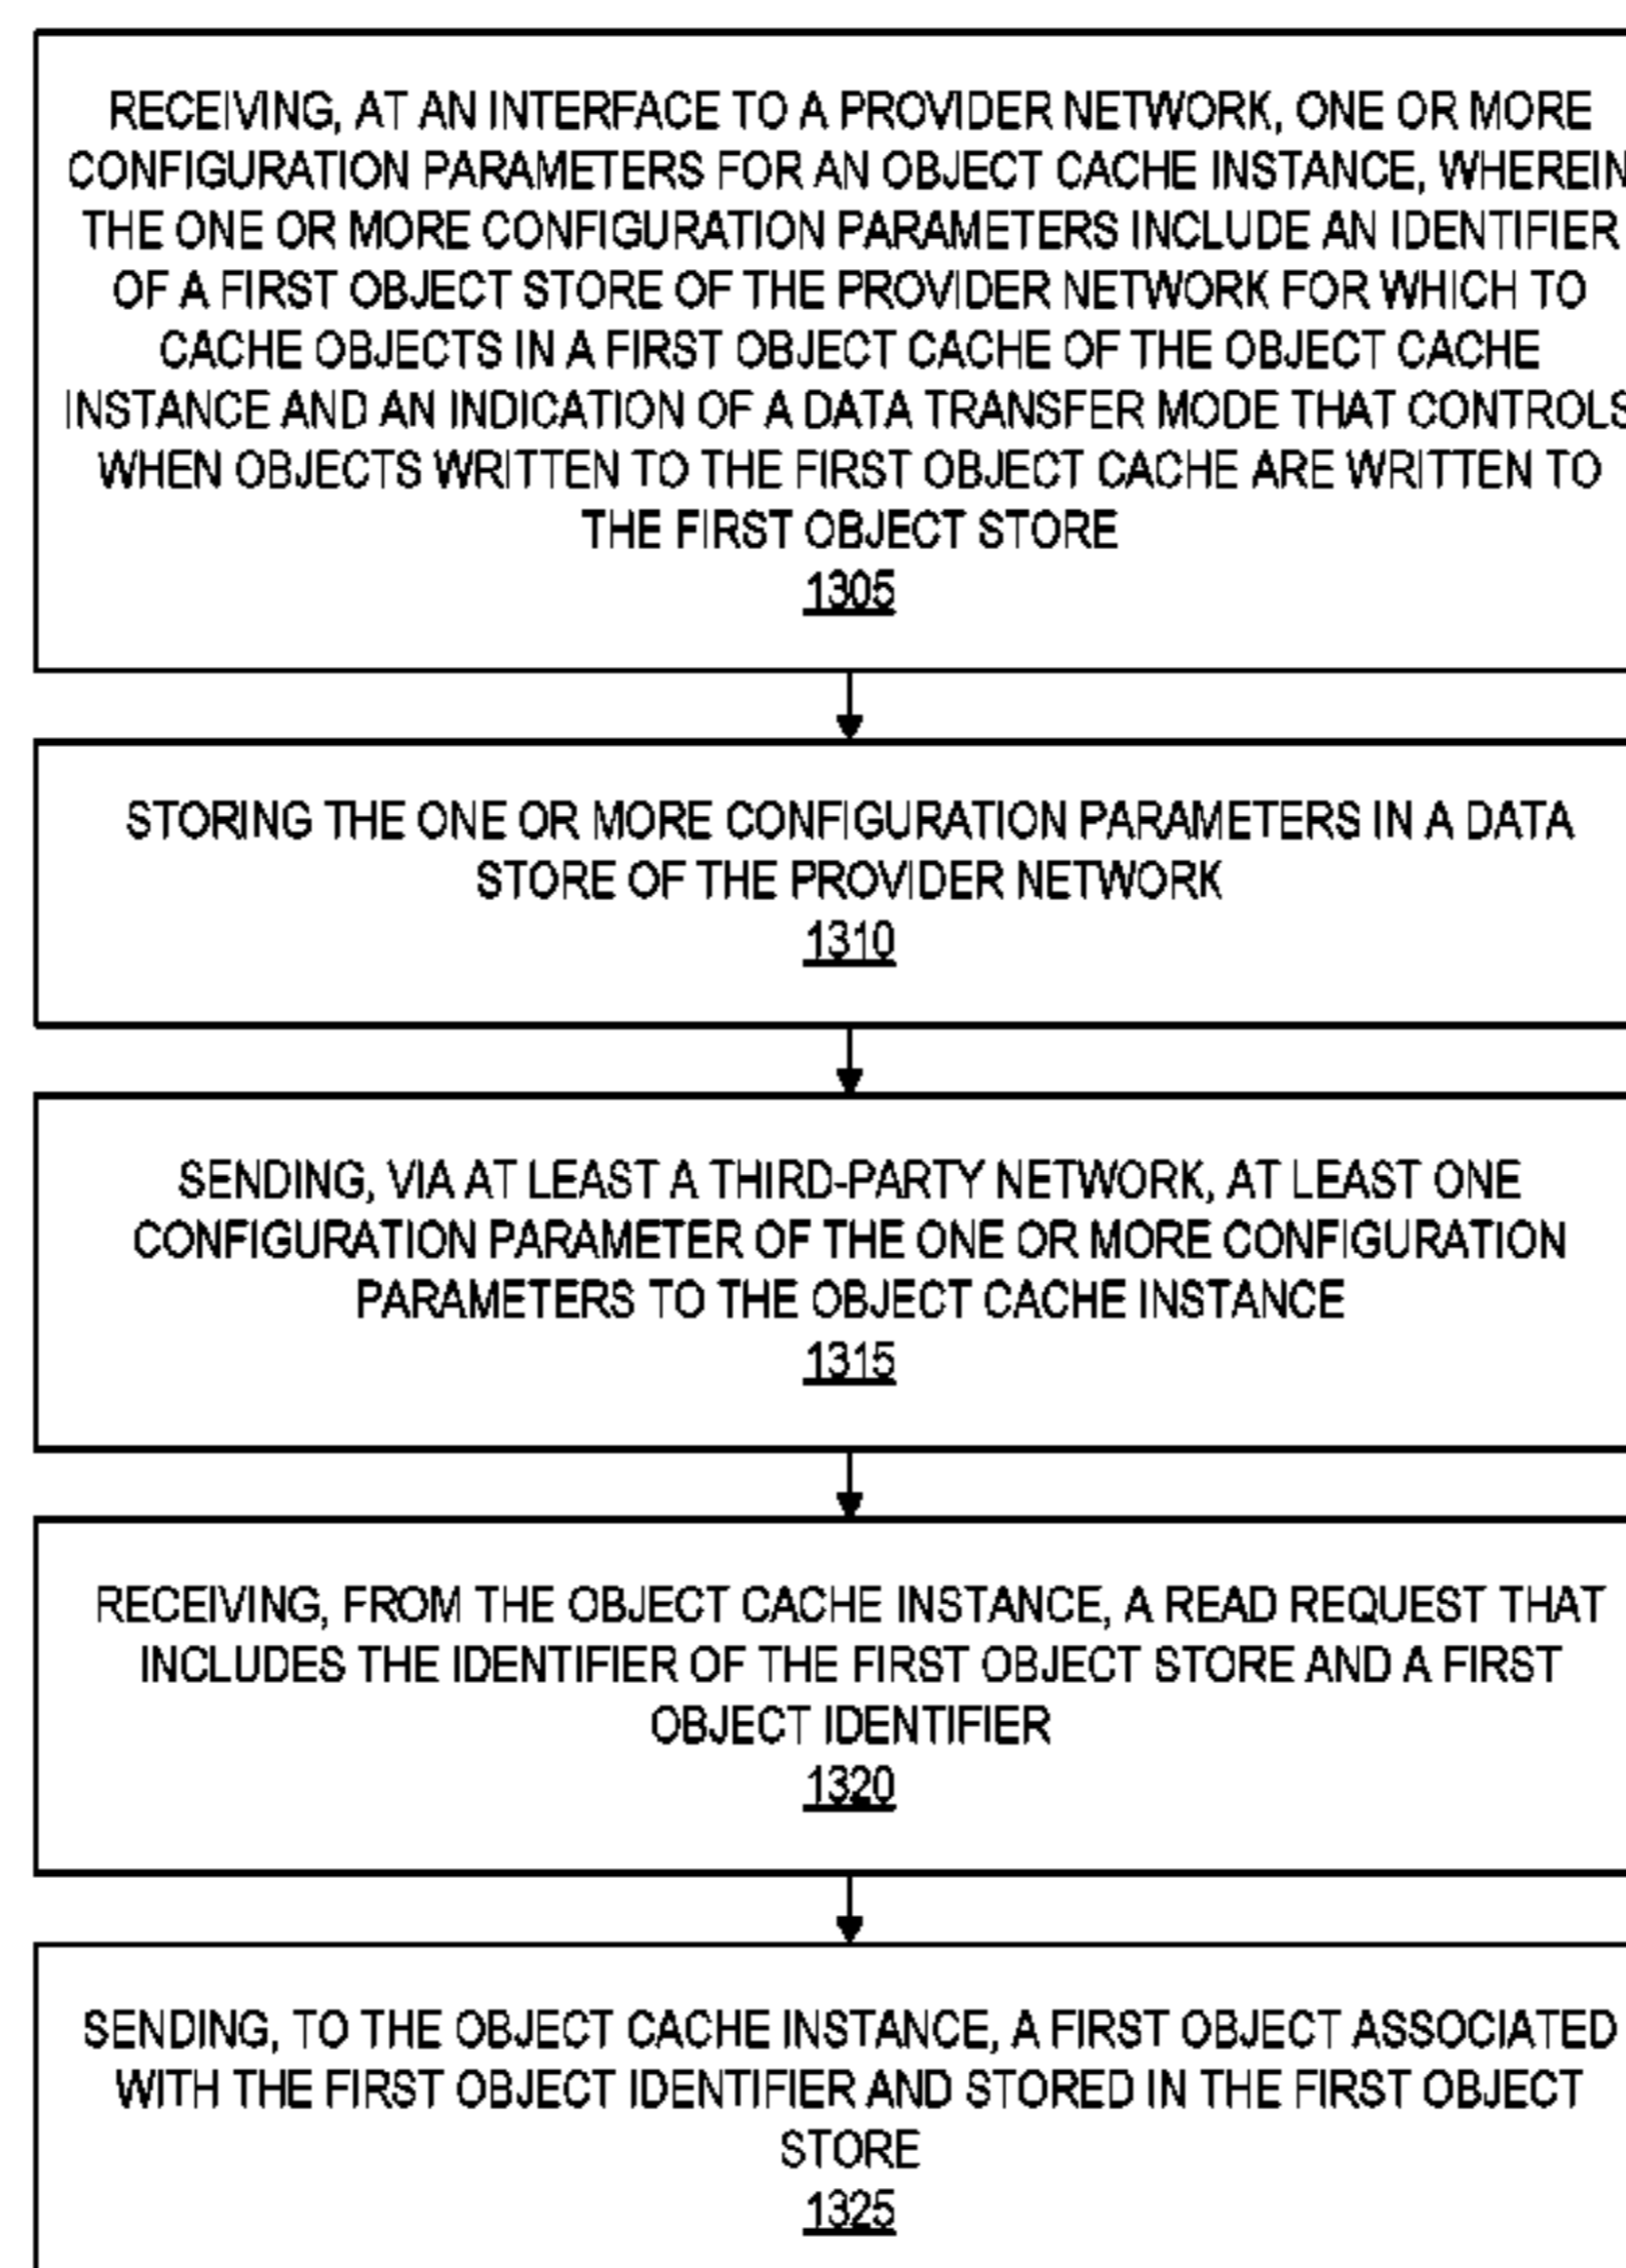 RECEIVING, AT AN INTERFACE TO A PROVIDER NETWORK, ONE OR MORE
CONFIGURATION PARAMETERS FOR AN OBJECT CACHE INSTANCE, WHEREIN
THE ONE OR MORE CONFIGURATION PARAMETERS INCLUDE AN IDENTIFIER
OF A FIRST OBJECT STORE OF THE PROVIDER NETWORK FOR WHICH TO
CACHE OBJECTS IN A FIRST OBJECT CACHE OF THE OBJECT CACHE
INSTANCE AND AN INDICATION OF A DATA TRANSFER MODE THAT CONTROLS
WHEN OBJECTS WRITTEN TO THE FIRST OBJECT CACHE ARE WRITTEN TO
THE FIRST OBJECT STORE
1305
STORING THE ONE OR MORE CONFIGURATION PARAMETERS IN A DATA
STORE OF THE PROVIDER NETWORK
1310
SENDING, VIA AT LEAST A THIRD-PARTY NETWORK, AT LEAST ONE
CONFIGURATION PARAMETER OF THE ONE OR MORE CONFIGURATION
PARAMETERS TO THE OBJECT CACHE INSTANCE
1315
RECEIVING, FROM THE OBJECT CACHE INSTANCE, A READ REQUEST THAT
INCLUDES THE IDENTIFIER OF THE FIRST OBJECT STORE AND A FIRST
OBJECT IDENTIFIER
1320
SENDING, TO THE OBJECT CACHE INSTANCE, A FIRST OBJECT ASSOCIATED
WITH THE FIRST OBJECT IDENTIFIER AND STORED IN THE FIRST OBJECT
STORE
1325